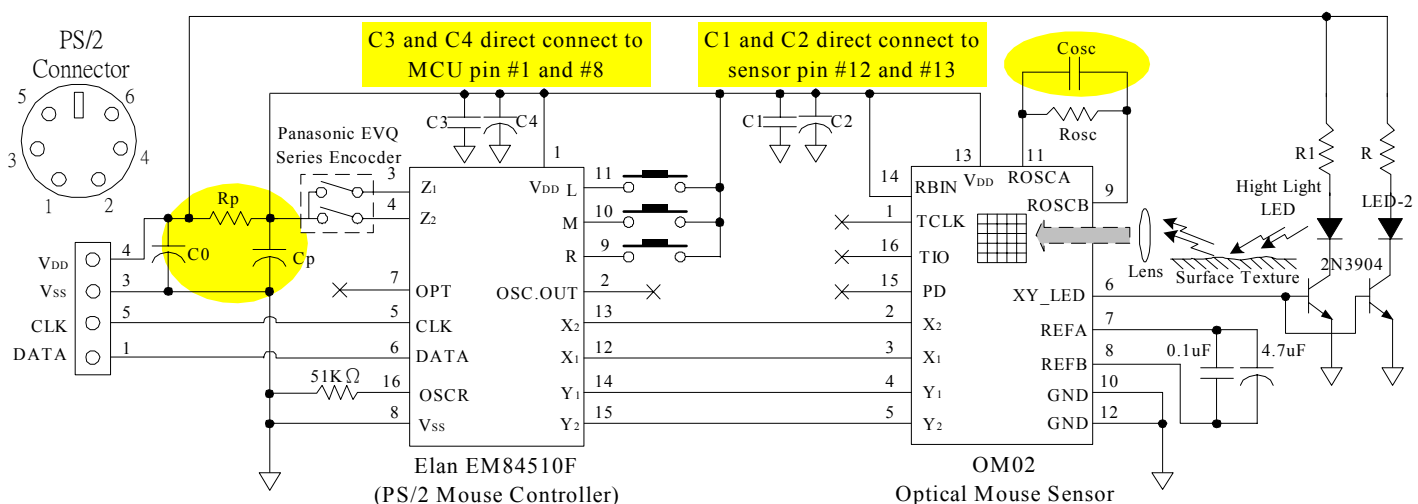 PS/2
Connector
5
6
3
4
1
2
C3 and C4 direct connect to
MCU pin #1 and #8
C1 and C2 direct connect to
sensor pin #12 and #13
Cosc
Rosc
C3
C4
C1
C2
Panasonic EVQ
Series Encocder
Rp
C0
Cp
VDD
4
VSS
3
CLK
5
DATA
1
51KΩ
3
Z1
4
Z2
7
OPT
5
CLK
6
DATA
16
OSCR
8
VSS
1
VDD
L
11
M
10
R
9
OSC.OUT
2
X2
13
X1
12
Y1
14
Y2
15
Elan EM84510F
(PS/2 Mouse Controller)
14
RBIN
1
TCLK
16
TIO
15
PD
2
X2
3
X1
4
Y1
5
Y2
13
VDD
11
ROSCA
9
ROSCB
6
XY_LED
7
REFA
8
REFB
10
GND
12
GND
OM02
Optical Mouse Sensor
Lens
Surface Texture
Hight Light
LED
R1
R
LED-2
2N3904
0.1uF
4.7uF